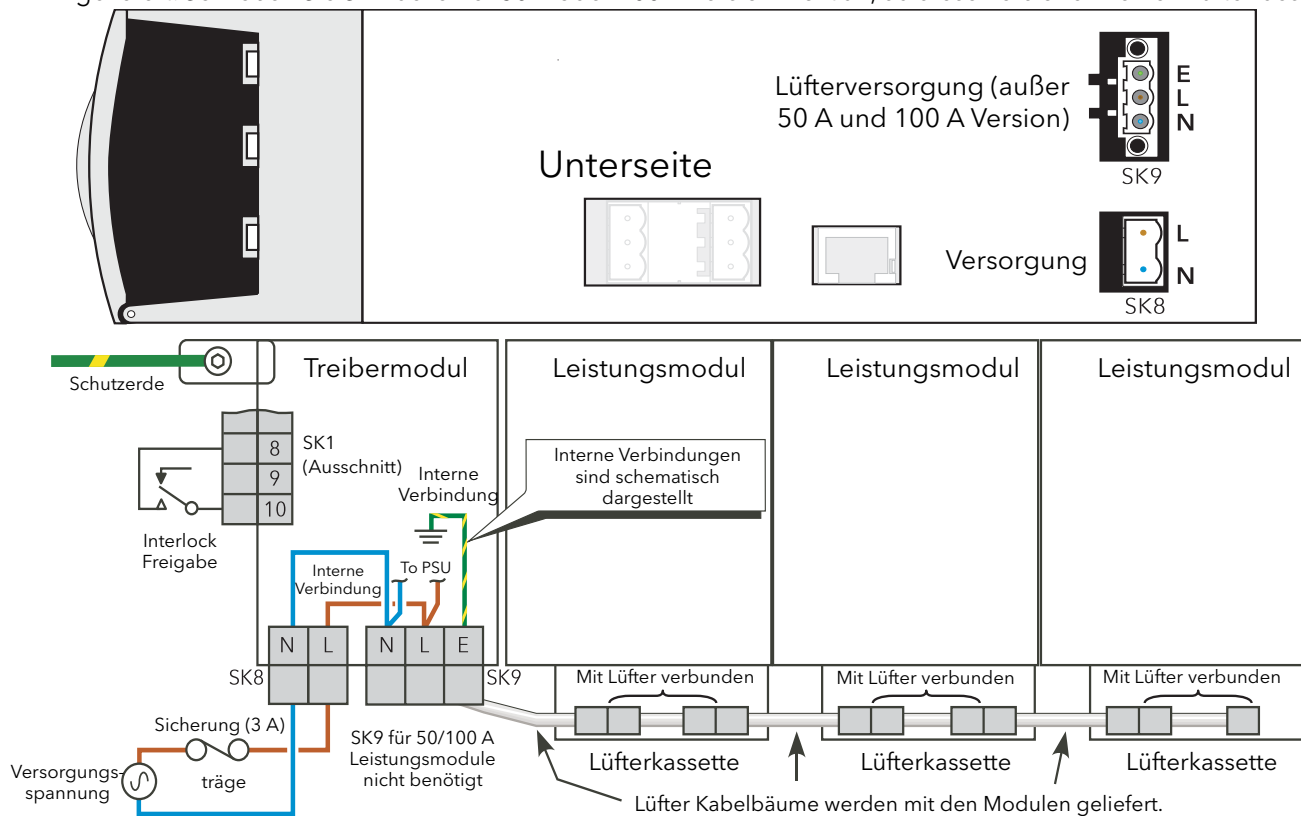 Lüfterversorgung (außer
50 A und 100 A Version)
E
L
N
SK9
Unterseite
Versorgung
L
N
SK8
Schutzerde
Treibermodul
Leistungsmodul
Leistungsmodul
Leistungsmodul
8
9
10
SK1
(Ausschnitt)
Interlock
Freigabe
Interne
Verbindung
Interne Verbindungen
sind schematisch
dargestellt
Interne
Verbindung
To PSU
N
L
N
L
E
SK8
SK9
Mit Lüfter verbunden
Mit Lüfter verbunden
Mit Lüfter verbunden
Sicherung (3 A)
träge
Versorgungs-
spannung
SK9 für 50/100 A
Leistungsmodule
nicht benötigt
Lüfterkassette
Lüfterkassette
Lüfterkassette
Lüfter Kabelbäume werden mit den Modulen geliefert.